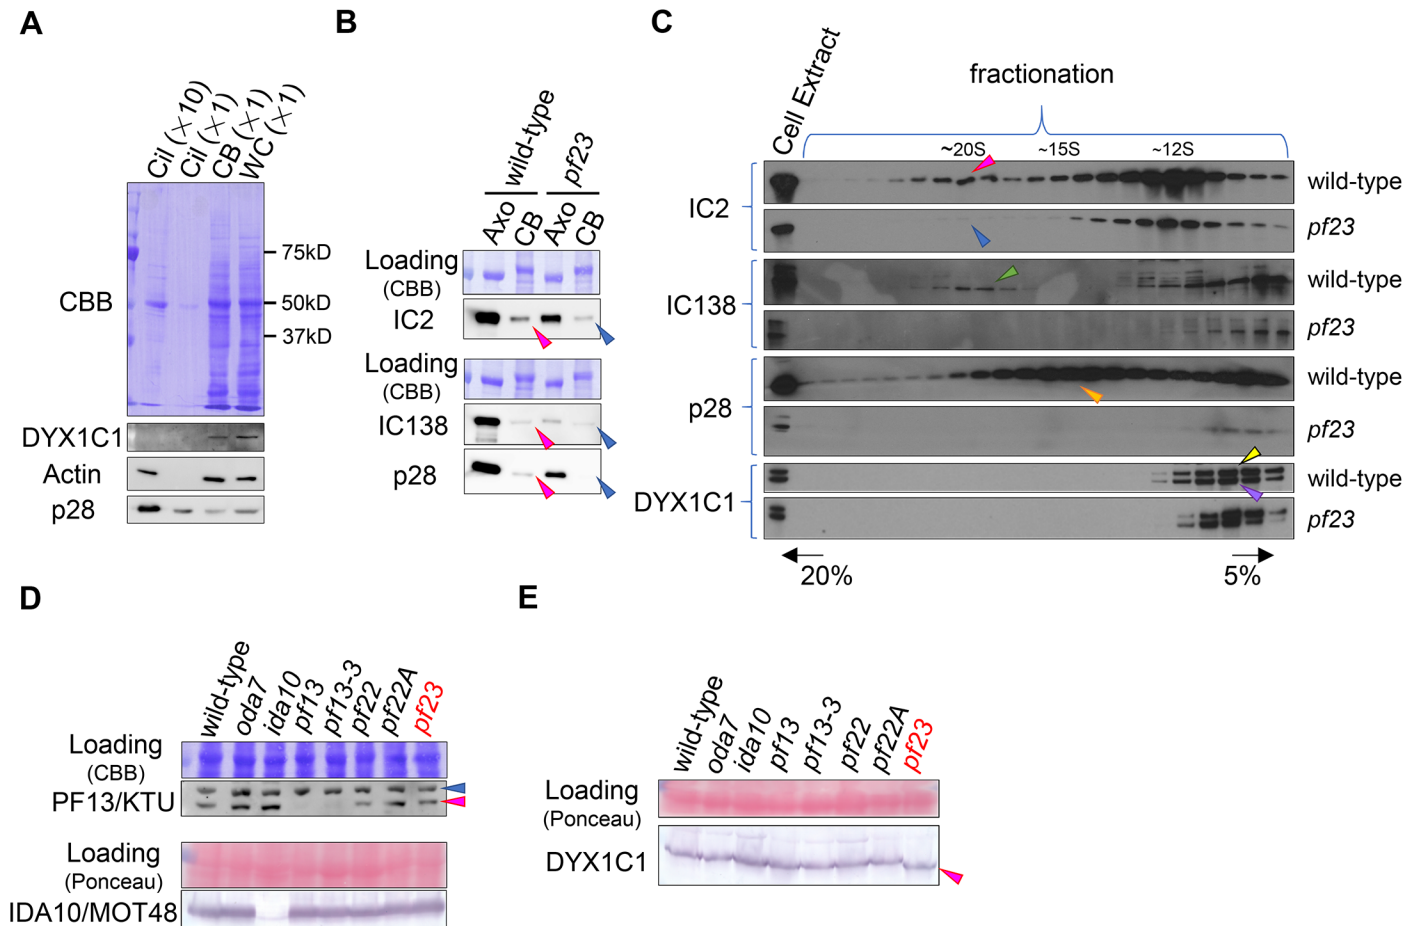 A
Cil (×10)
Cil (×1)
CB (×1)
WC (×1)
CBB
75kD
50kD
37kD
DYX1C1
Actin
p28
B
wild-type
pf23
Axo
CB
Axo
CB
Loading
(CBB)
IC2
Loading
(CBB)
IC138
p28
C
Cell Extract
fractionation
~20S
~15S
~12S
IC2
wild-type
pf23
IC138
wild-type
pf23
p28
wild-type
pf23
DYX1C1
wild-type
pf23
20%
5%
D
wild-type
oda7
ida10
pf13
pf13-3
pf22
pf22A
pf23
Loading
(CBB)
PF13/KTU
Loading
(Ponceau)
IDA10/MOT48
E
wild-type
oda7
ida10
pf13
pf13-3
pf22
pf22A
pf23
Loading
(Ponceau)
DYX1C1